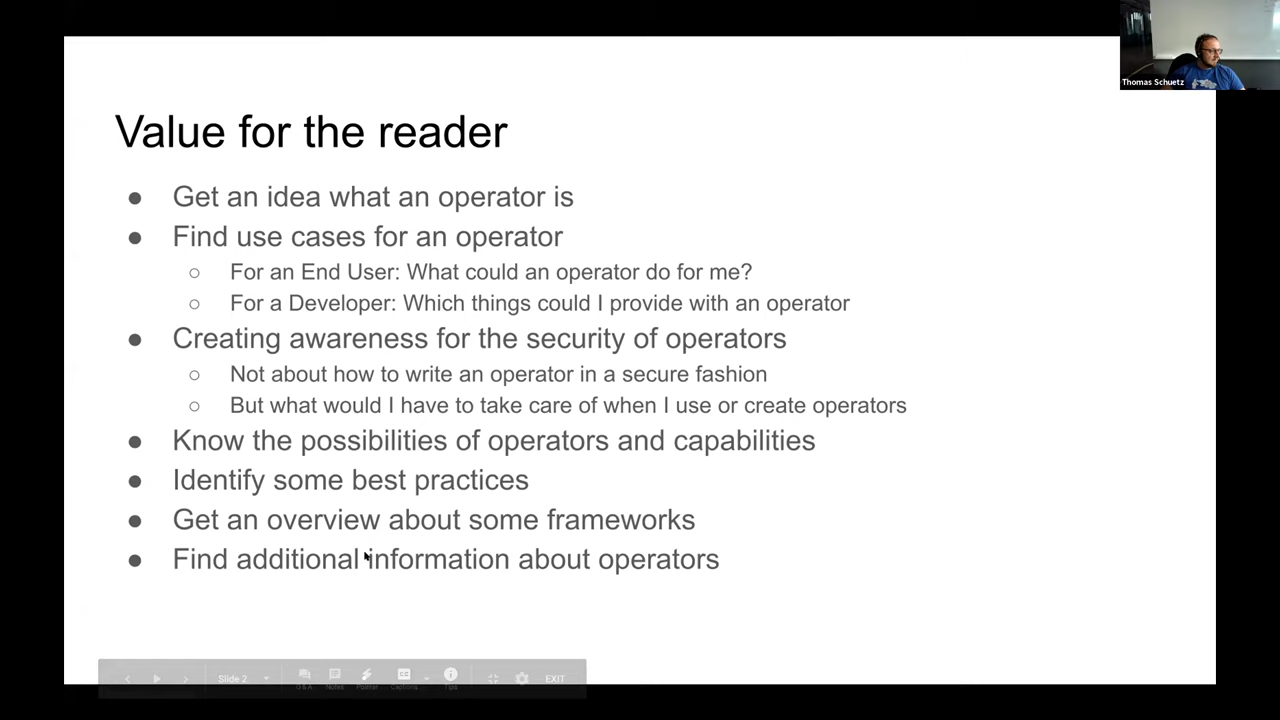 Thomas Schuetz
Value for the reader
● Get an idea what an operator is
● Find use cases for an operator
○ For an End User: What could an operator do for me?
○ For a Developer: Which things could I provide with an operator
● Creating awareness for the security of operators
○ Not about how to write an operator in a secure fashion
○ But what would I have to take care of when I use or create operators
● Know the possibilities of operators and capabilities
● Identify some best practices
● Get an overview about some frameworks
● Find additional information about operators
Slide 2 EXIT
Q & A Notes Pointer Captions Tips